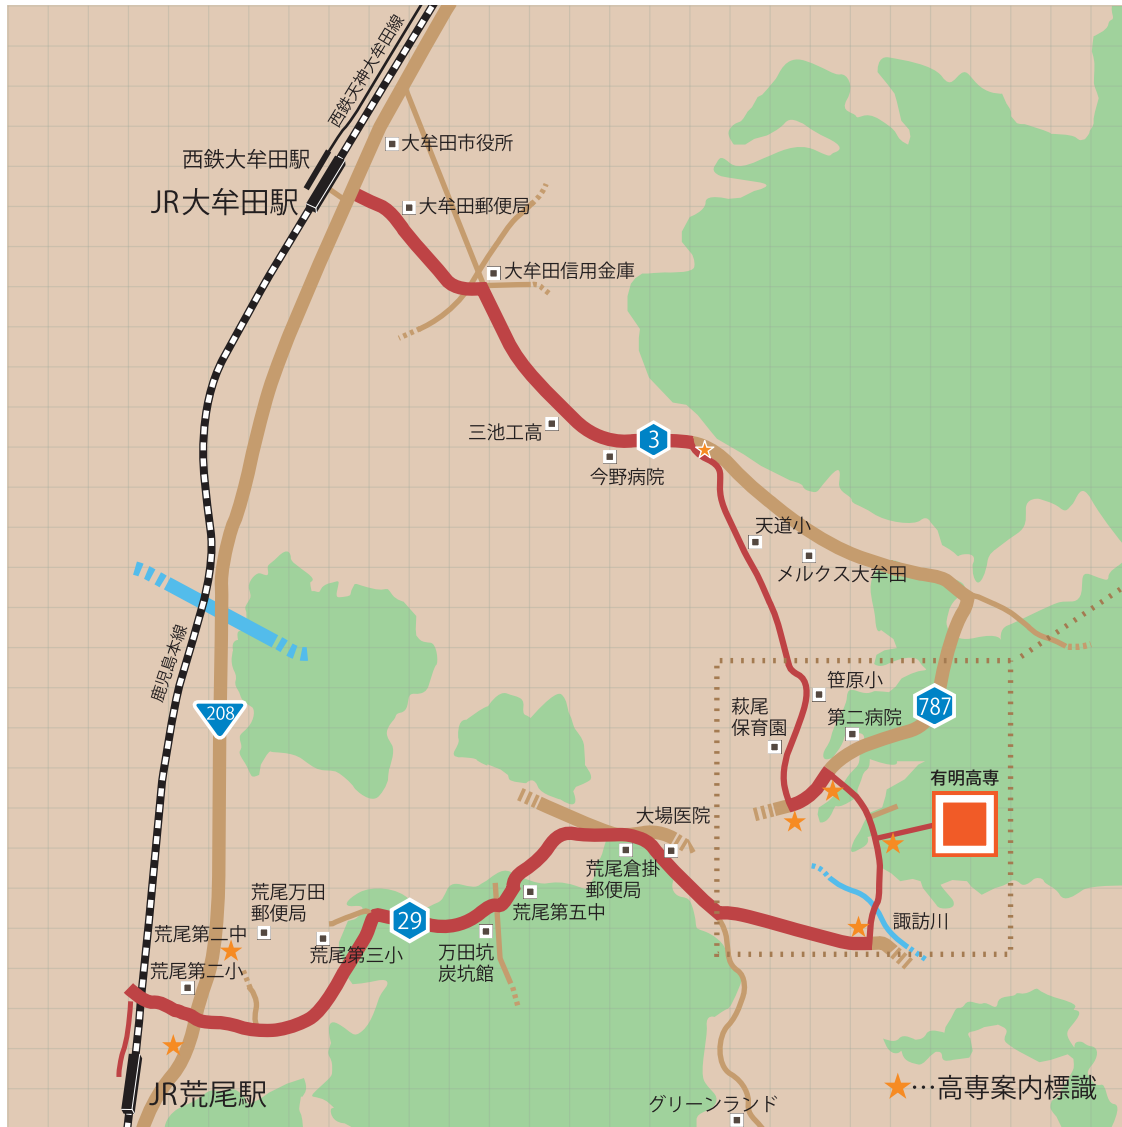 西鉄天神大牟田線
大牟田市役所
西鉄大牟田駅
JR大牟田駅
大牟田郵便局
大牟田信用金庫
三池工高
3
今野病院
天道小
メルクス大牟田
鹿児島本線
208
笹原小
萩尾
保育園
第二病院
787
有明高専
大場医院
荒尾倉掛
郵便局
荒尾万田
郵便局
荒尾第五中
29
諏訪川
荒尾第二中
荒尾第三小
万田坑
炭坑館
荒尾第二小
JR荒尾駅
グリーンランド
★…高専案内標識